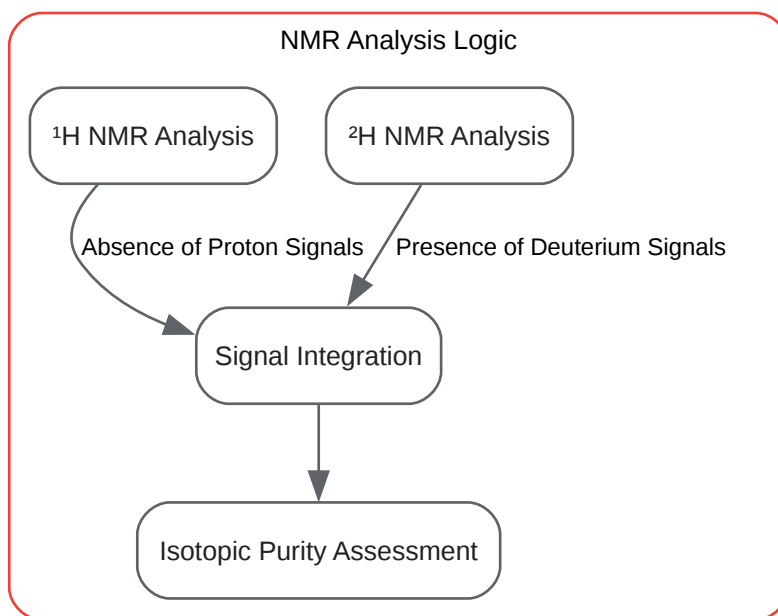 NMR Analysis Logic
¹H NMR Analysis
²H NMR Analysis
Absence of Proton Signals
Presence of Deuterium Signals
Signal Integration
Isotopic Purity Assessment